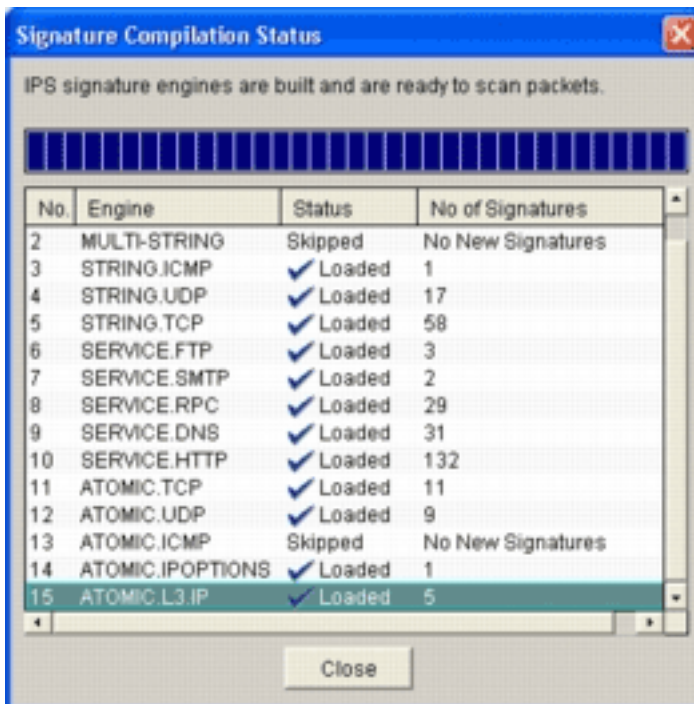 Signature Compilation Status
IPS signature engines are built and are ready to scan packets.
No. Engine Status No of Signatures
2 MULTI-STRING Skipped No New Signatures
3 STRING.ICMP Loaded 1
4 STRING.UDP Loaded 17
5 STRING.TCP Loaded 58
6 SERVICE.FTP Loaded 3
7 SERVICE.SMTP Loaded 2
8 SERVICE.RPC Loaded 29
9 SERVICE.DNS Loaded 31
10 SERVICE.HTTP Loaded 132
11 ATOMIC.TCP Loaded 11
12 ATOMIC.UDP Loaded 9
13 ATOMIC.ICMP Skipped No New Signatures
14 ATOMIC.IPOPTIONS Loaded 1
15 ATOMIC.L3.IP Loaded 5
Close